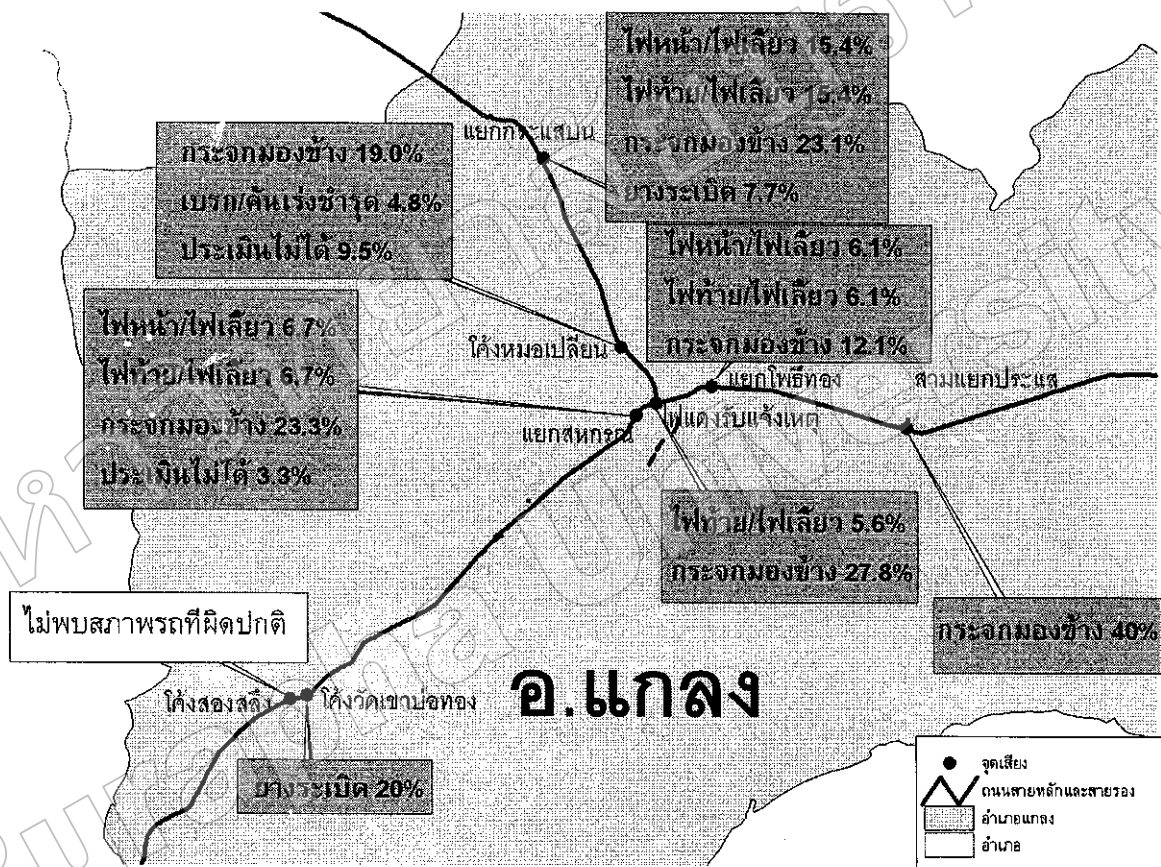 ไฟหน้า/ไฟเลี้ยว 15.4%
ไฟท้าย/ไฟเลี้ยว 15.4%
กระจกมองข้าง 23.1%
ยางระเบิด 7.7%
แยกกระแสบน
กระจกมองข้าง 19.0%
เบรก/คันเร่งชำรุด 4.8%
ประเมินไม่ได้ 9.5%
ไฟหน้า/ไฟเลี้ยว 6.1%
ไฟท้าย/ไฟเลี้ยว 6.1%
กระจกมองข้าง 12.1%
ไฟหน้า/ไฟเลี้ยว 6.7%
ไฟท้าย/ไฟเลี้ยว 6.7%
กระจกมองข้าง 23.3%
ประเมินไม่ได้ 3.3%
โค้งหมอเปลี่ยน
แยกโพธิ์ทอง
สามแยกประแส
แยกสหกรณ์
ไฟแดงรับแจ้งเหตุ
ไฟท้าย/ไฟเลี้ยว 5.6%
กระจกมองข้าง 27.8%
กระจกมองข้าง 40%
ไม่พบสภาพรถที่ผิดปกติ
โค้งสองสลึง
โค้งวัดเขาบ่อทอง
อ.แกลง
ยางระเบิด 20%
จุดเสี่ยง
ถนนสายหลักและสายรอง
อำเภอแกลง
อำเภอ
Burapha University